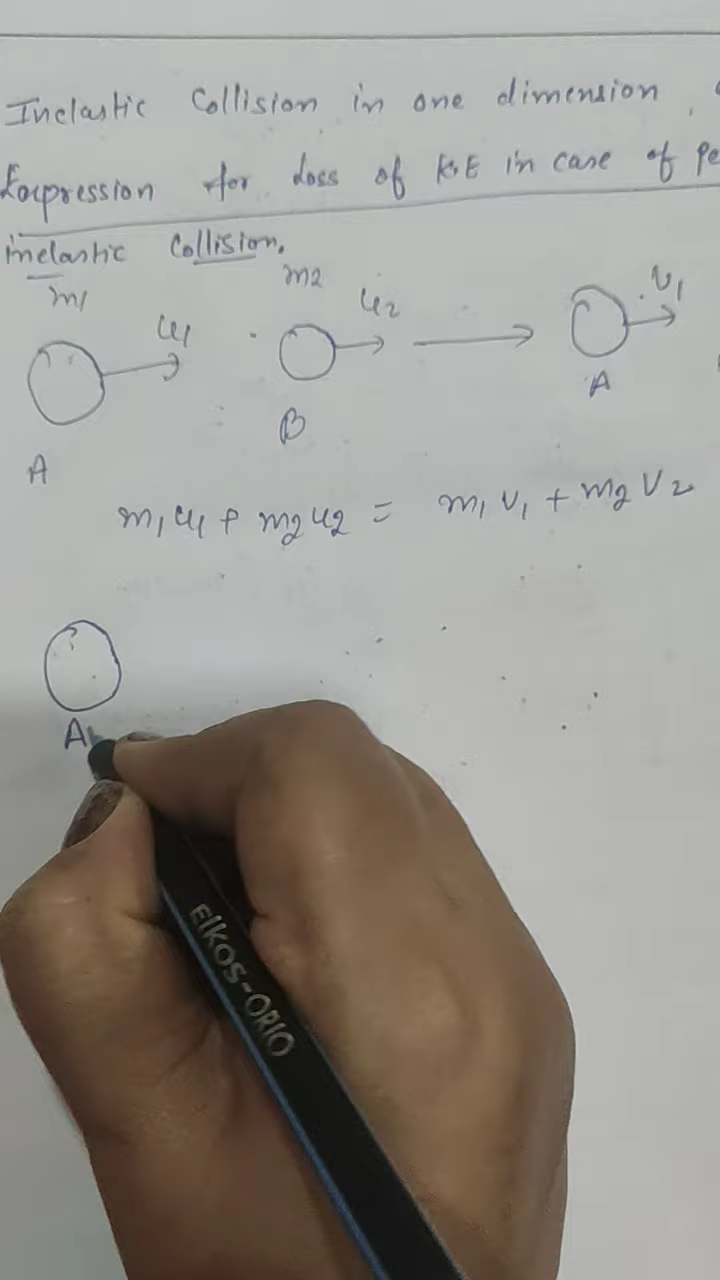 Inelastic Collision in one dimension,
Expression for loss of K.E in case of Pe
inelastic Collision.
m1 m2
u1 u2 v1
A B A
m1u1 + m2u2 = m1v1 + m2v2
A
Elkos-ORIO